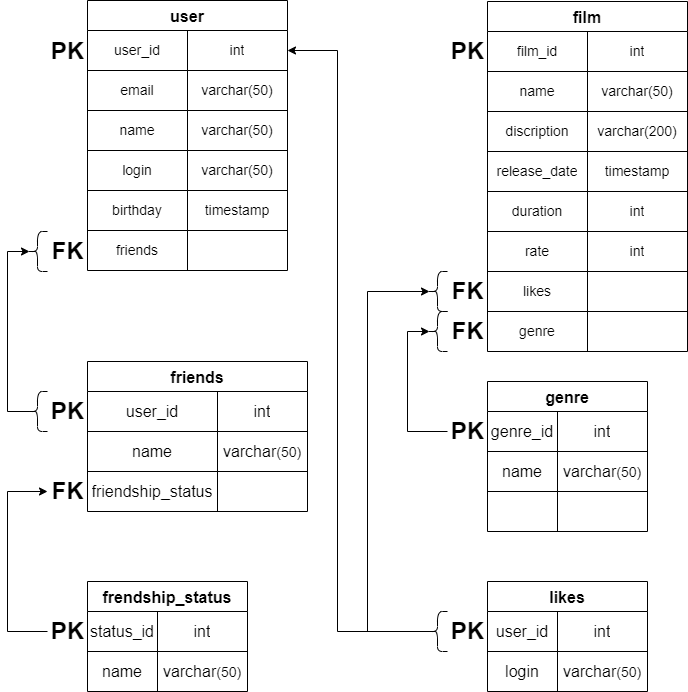 user
PK user_id int
email varchar(50)
name varchar(50)
login varchar(50)
birthday timestamp
FK friends
film
PK film_id int
name varchar(50)
discription varchar(200)
release_date timestamp
duration int
rate int
FK likes
FK genre
friends
PK user_id int
name varchar(50)
FK friendship_status
genre
PK genre_id int
name varchar(50)
frendship_status
PK status_id int
name varchar(50)
likes
PK user_id int
login varchar(50)